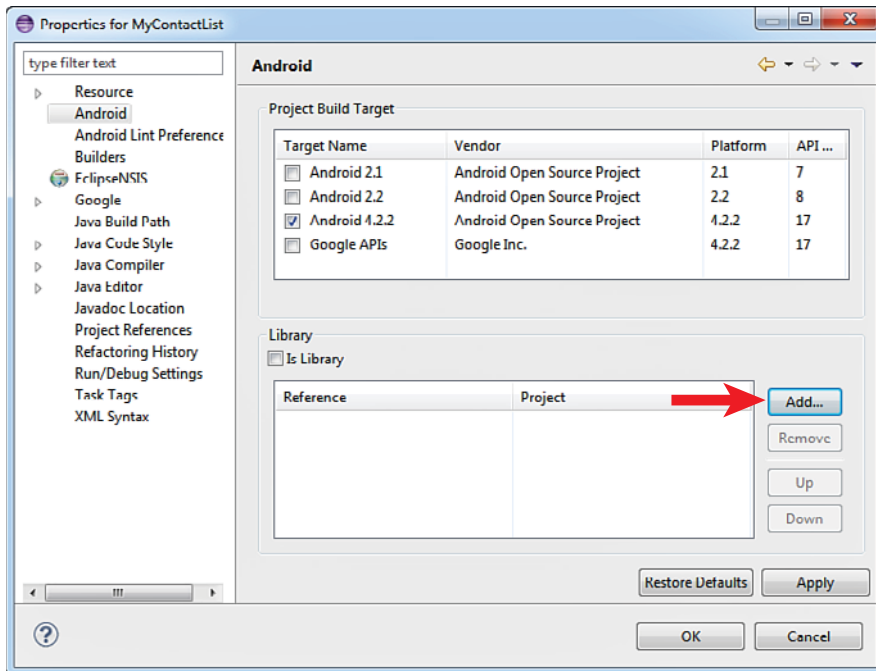 Properties for MyContactList
type filter text
Resource
Android
Android Lint Preference
Builders
EclipseNSIS
Google
Java Build Path
Java Code Style
Java Compiler
Java Editor
Javadoc Location
Project References
Refactoring History
Run/Debug Settings
Task Tags
XML Syntax
Android
Project Build Target
Target Name Vendor Platform API ...
Android 2.1 Android Open Source Project 2.1 7
Android 2.2 Android Open Source Project 2.2 8
Android 4.2.2 Android Open Source Project 4.2.2 17
Google APIs Google Inc. 4.2.2 17
Library
Is Library
Reference Project
Add...
Remove
Up
Down
Restore Defaults Apply
OK Cancel